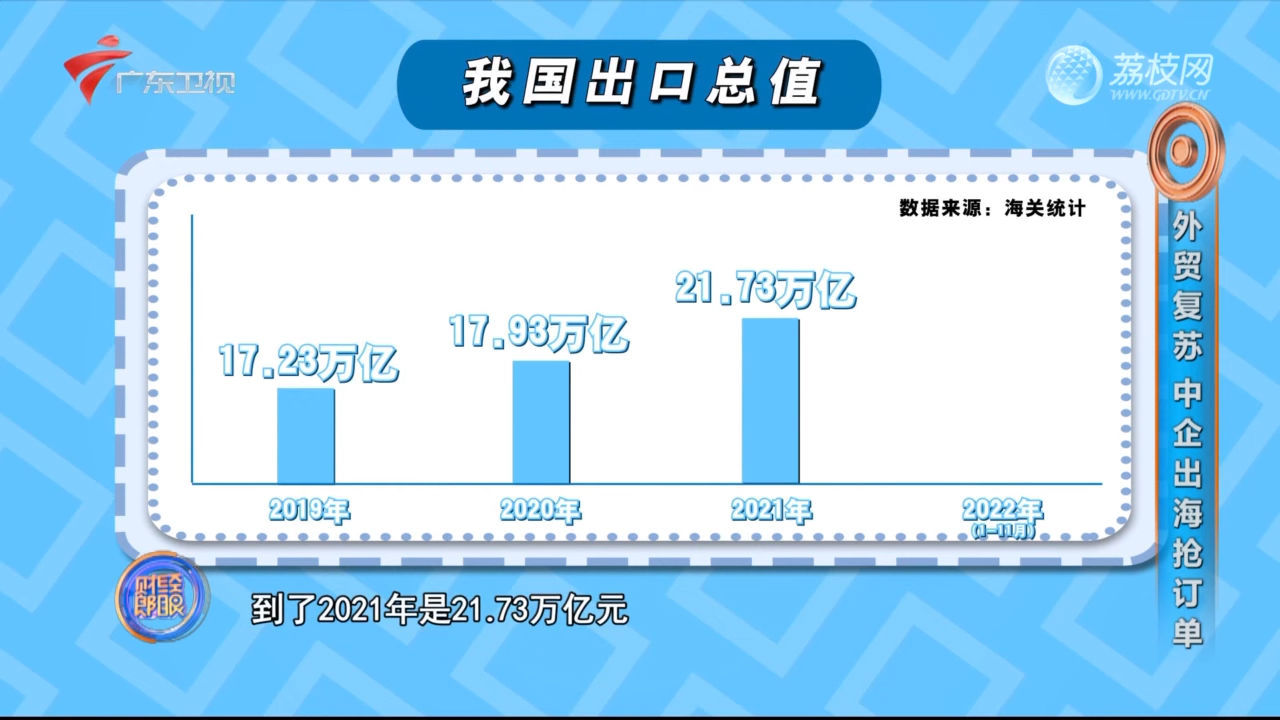 广东卫视
我国出口总值
荔枝网
WWW.GDTV.CN
数据来源：海关统计
21.73万亿
17.93万亿
17.23万亿
2019年
2020年
2021年
2022年
(1-11月)
外贸复苏 中企出海抢订单
财经
郎眼
到了2021年是21.73万亿元